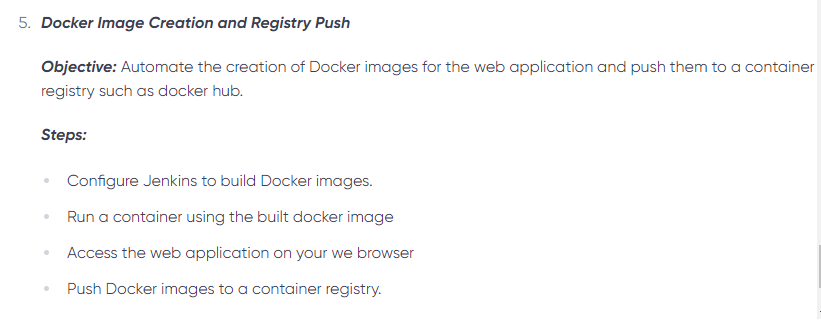 5. Docker Image Creation and Registry Push
Objective: Automate the creation of Docker images for the web application and push them to a container
registry such as docker hub.
Steps:
• Configure Jenkins to build Docker images.
• Run a container using the built docker image
• Access the web application on your we browser
• Push Docker images to a container registry.